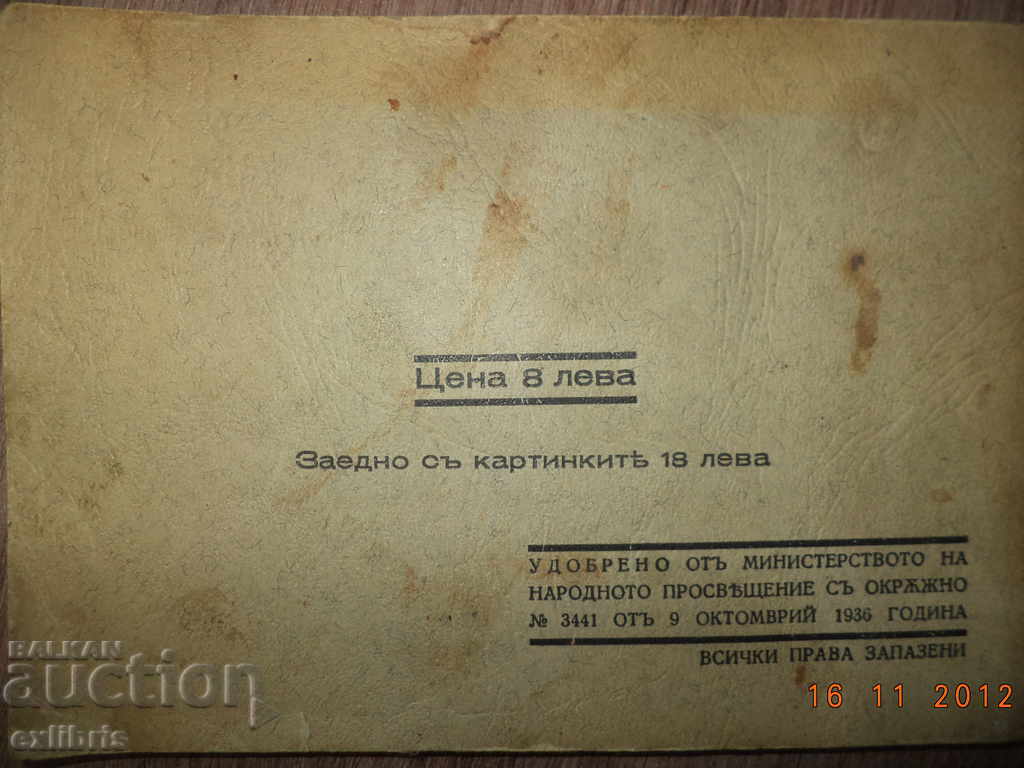 Цена 8 лева
Заедно съ картинкитѣ 18 лева
УДОБРЕНО ОТЪ МИНИСТЕРСТВОТО НА
НАРОДНОТО ПРОСВѢЩЕНИЕ СЪ ОКРѪЖНО
№ 3441 ОТЪ 9 ОКТОМВРИЙ 1936 ГОДИНА
ВСИЧКИ ПРАВА ЗАПАЗЕНИ
16 11 2012
BALKAN
auction
exlibris